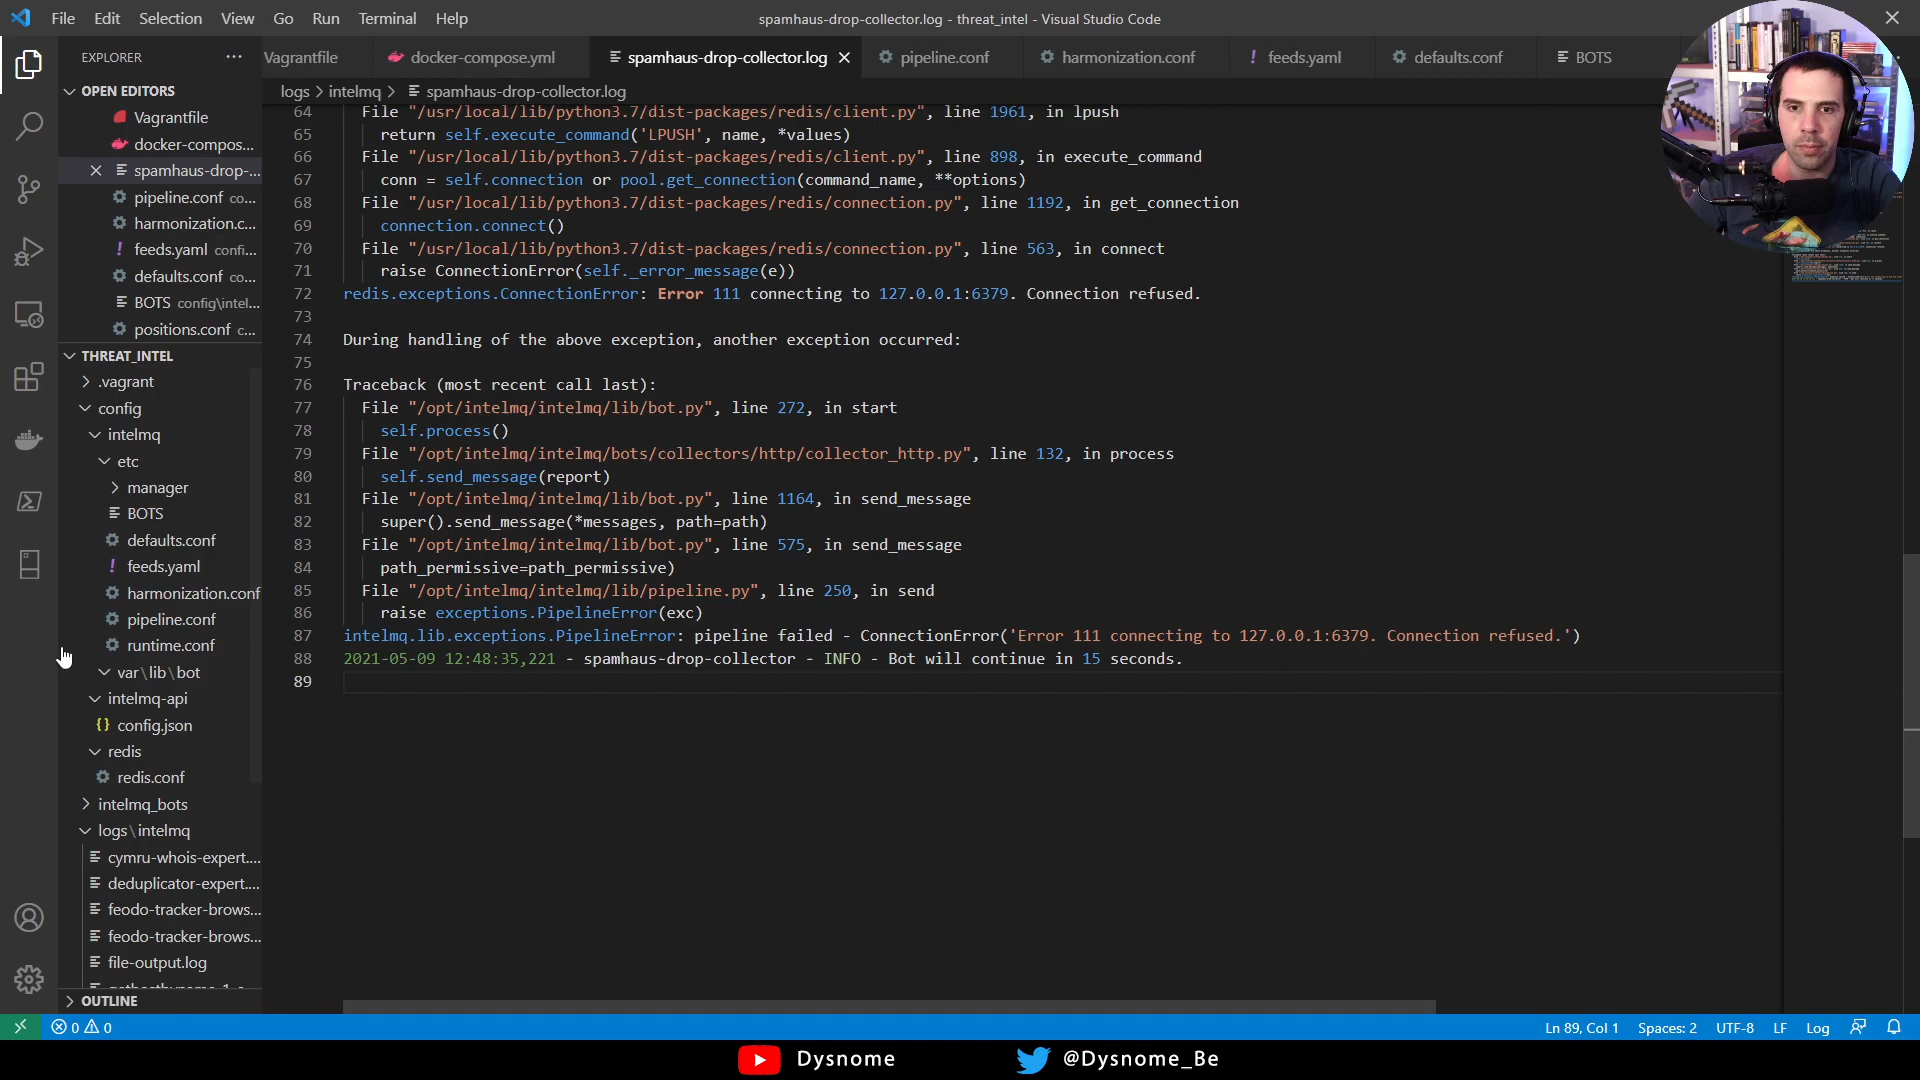 File Edit Selection View Go Run Terminal Help
spamhaus-drop-collector.log - threat_intel - Visual Studio Code
EXPLORER
Vagrantfile
docker-compose.yml
spamhaus-drop-collector.log
pipeline.conf
harmonization.conf
feeds.yaml
defaults.conf
BOTS
OPEN EDITORS
Vagrantfile
docker-compos...
spamhaus-drop-...
pipeline.conf co...
harmonization.c...
feeds.yaml confi...
defaults.conf co...
BOTS config\intel...
positions.conf c...
THREAT_INTEL
.vagrant
config
intelmq
etc
manager
BOTS
defaults.conf
feeds.yaml
harmonization.conf
pipeline.conf
runtime.conf
var\lib\bot
intelmq-api
config.json
redis
redis.conf
intelmq_bots
logs\intelmq
cymru-whois-expert....
deduplicator-expert....
feodo-tracker-brows...
feodo-tracker-brows...
file-output.log
OUTLINE
logs > intelmq > spamhaus-drop-collector.log
64 File "/usr/local/lib/python3.7/dist-packages/redis/client.py", line 1961, in lpush
65 return self.execute_command('LPUSH', name, *values)
66 File "/usr/local/lib/python3.7/dist-packages/redis/client.py", line 898, in execute_command
67 conn = self.connection or pool.get_connection(command_name, **options)
68 File "/usr/local/lib/python3.7/dist-packages/redis/connection.py", line 1192, in get_connection
69 connection.connect()
70 File "/usr/local/lib/python3.7/dist-packages/redis/connection.py", line 563, in connect
71 raise ConnectionError(self._error_message(e))
72 redis.exceptions.ConnectionError: Error 111 connecting to 127.0.0.1:6379. Connection refused.
73
74 During handling of the above exception, another exception occurred:
75
76 Traceback (most recent call last):
77 File "/opt/intelmq/intelmq/lib/bot.py", line 272, in start
78 self.process()
79 File "/opt/intelmq/intelmq/bots/collectors/http/collector_http.py", line 132, in process
80 self.send_message(report)
81 File "/opt/intelmq/intelmq/lib/bot.py", line 1164, in send_message
82 super().send_message(*messages, path=path)
83 File "/opt/intelmq/intelmq/lib/bot.py", line 575, in send_message
84 path_permissive=path_permissive)
85 File "/opt/intelmq/intelmq/lib/pipeline.py", line 250, in send
86 raise exceptions.PipelineError(exc)
87 intelmq.lib.exceptions.PipelineError: pipeline failed - ConnectionError('Error 111 connecting to 127.0.0.1:6379. Connection refused.')
88 2021-05-09 12:48:35,221 - spamhaus-drop-collector - INFO - Bot will continue in 15 seconds.
89
0 0
Ln 89, Col 1 Spaces: 2 UTF-8 LF Log
Dysnome @Dysnome_Be